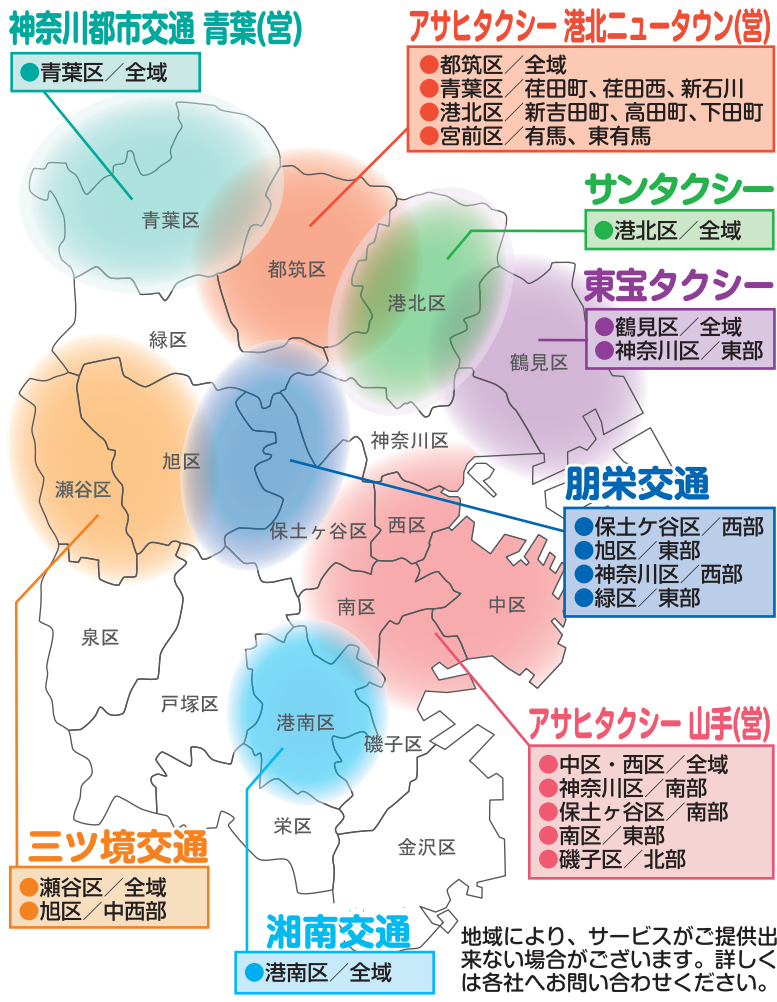 神奈川都市交通 青葉(営)
●青葉区／全域
アサヒタクシー 港北ニュータウン(営)
●都筑区／全域
●青葉区／荏田町、荏田西、新石川
●港北区／新吉田町、高田町、下田町
●宮前区／有馬、東有馬
サンタクシー
●港北区／全域
東宝タクシー
●鶴見区／全域
●神奈川区／東部
青葉区
都筑区
港北区
緑区
鶴見区
神奈川区
旭区
瀬谷区
保土ヶ谷区
西区
朋栄交通
●保土ケ谷区／西部
●旭区／東部
●神奈川区／西部
●緑区／東部
南区
中区
泉区
戸塚区
港南区
磯子区
栄区
金沢区
アサヒタクシー 山手(営)
●中区・西区／全域
●神奈川区／南部
●保土ヶ谷区／南部
●南区／東部
●磯子区／北部
三ツ境交通
●瀬谷区／全域
●旭区／中西部
湘南交通
●港南区／全域
地域により、サービスがご提供出
来ない場合がございます。詳しく
は各社へお問い合わせください。